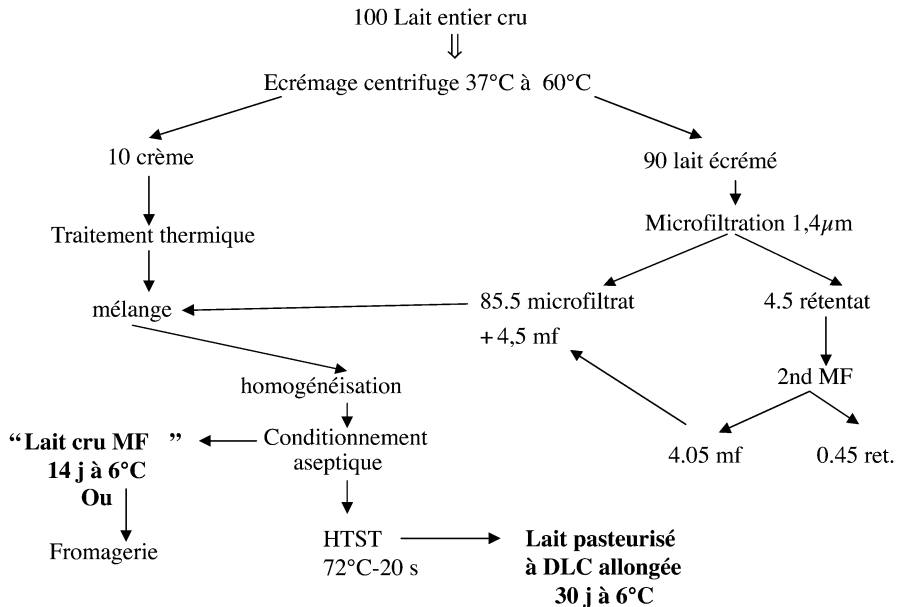 100 Lait entier cru
Ecrémage centrifuge 37°C à  60°C
10 crème
90 lait écrémé
Traitement thermique
Microfiltration 1,4µm
mélange
85.5 microfiltrat
+ 4,5 mf
4.5 rétentat
2nd MF
homogénéisation
4.05 mf
0.45 ret.
“Lait cru MF ”
14 j à 6°C
Ou
Conditionnement
aseptique
Fromagerie
HTST
72°C-20 s
Lait pasteurisé
à DLC allongée
30 j à 6°C